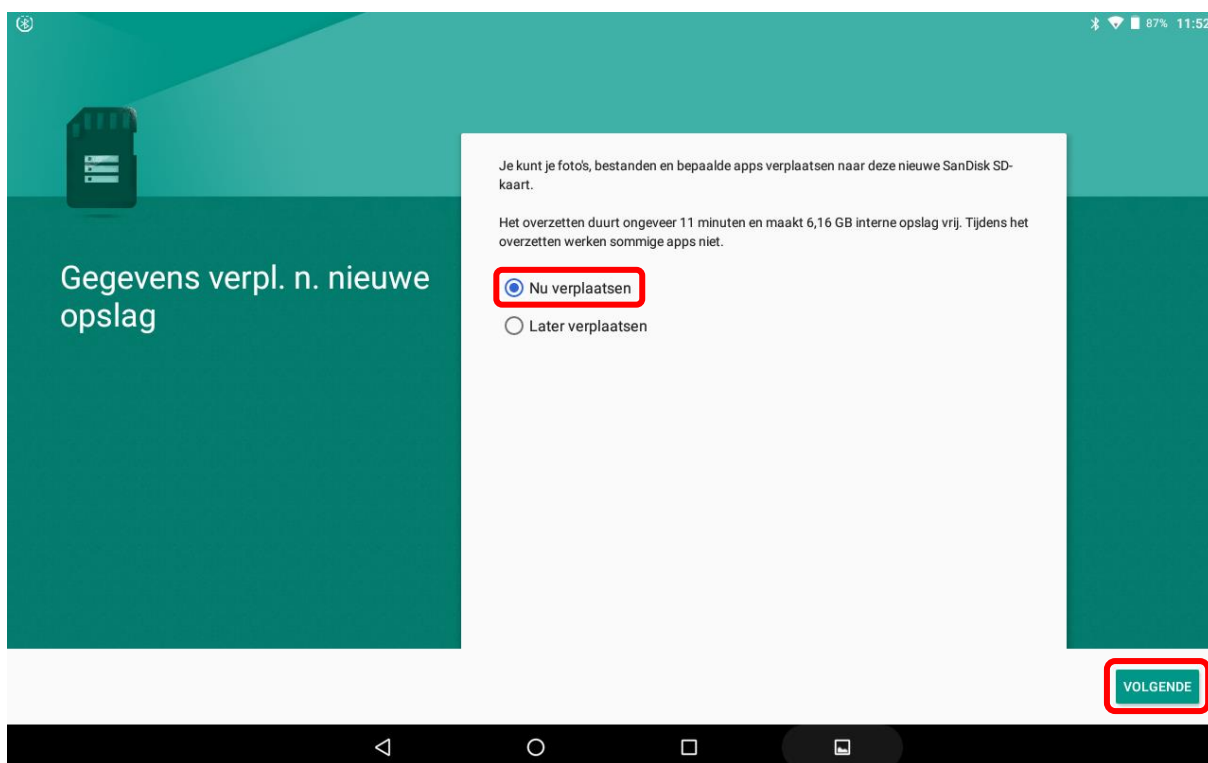 87% 11:52
Je kunt je foto's, bestanden en bepaalde apps verplaatsen naar deze nieuwe SanDisk SD-
kaart.
Het overzetten duurt ongeveer 11 minuten en maakt 6,16 GB interne opslag vrij. Tijdens het
overzetten werken sommige apps niet.
Gegevens verpl. n. nieuwe
opslag
Nu verplaatsen
Later verplaatsen
VOLGENDE